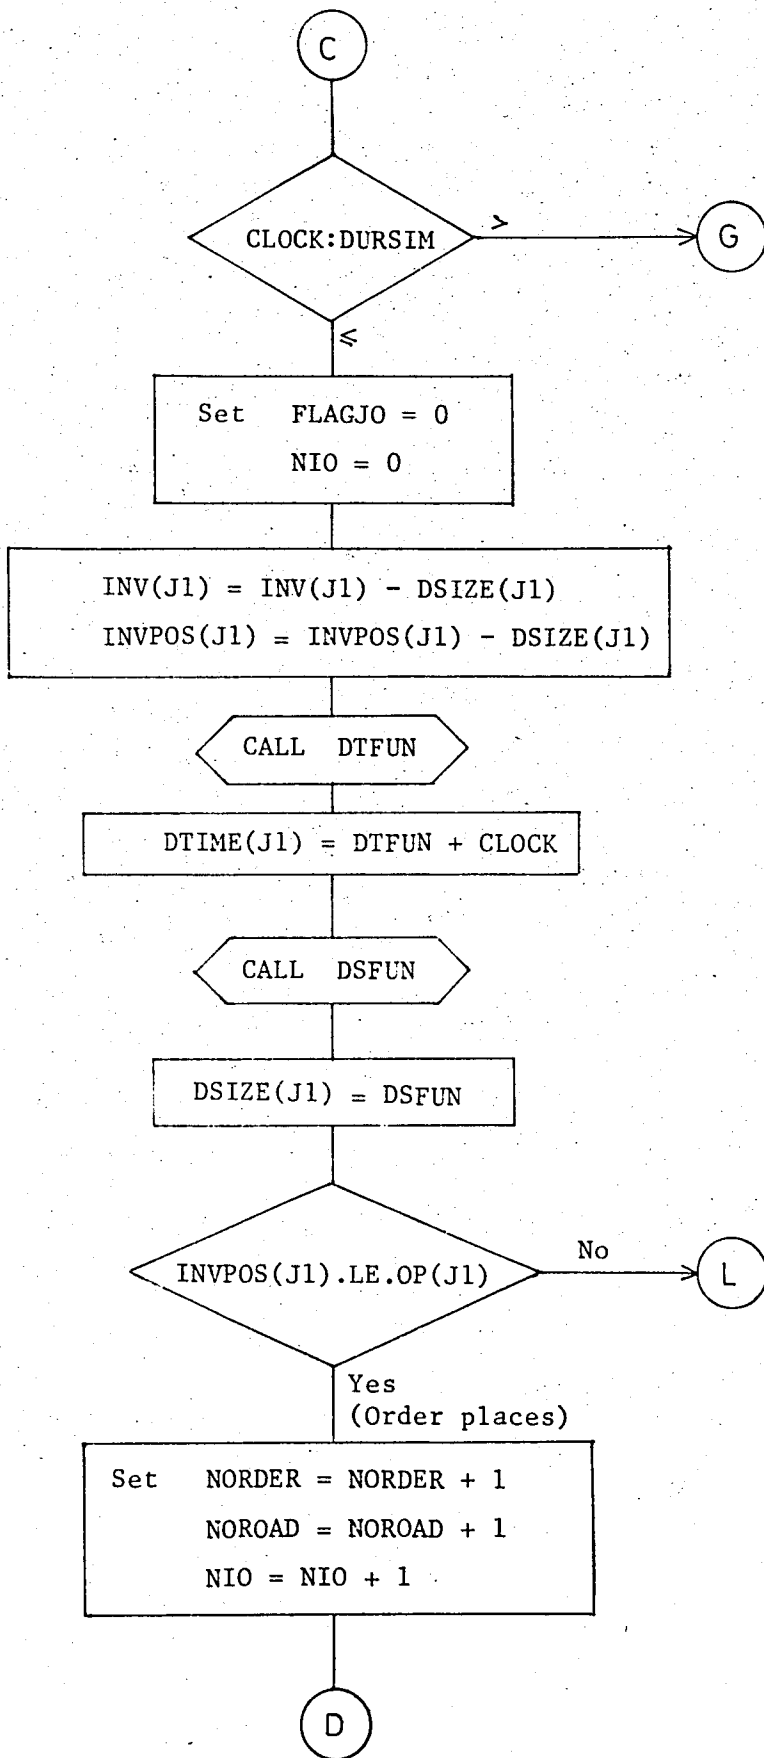 C
CLOCK:DURSIM
>
G
≤
Set FLAGJO = 0
NIO = 0
INV(J1) = INV(J1) - DSIZE(J1)
INVPOS(J1) = INVPOS(J1) - DSIZE(J1)
CALL DTFUN
DTIME(J1) = DTFUN + CLOCK
CALL DSFUN
DSIZE(J1) = DSFUN
INVPOS(J1).LE.OP(J1)
No
L
Yes
(Order places)
Set NORDER = NORDER + 1
NOROAD = NOROAD + 1
NIO = NIO + 1
D